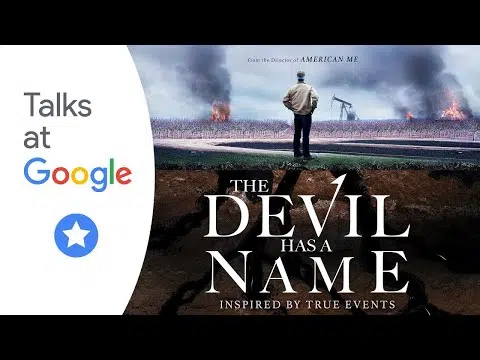 Talks
at
Google
From the Director of AMERICAN ME
THE
DEVIL
HAS A
NAME
INSPIRED BY TRUE EVENTS